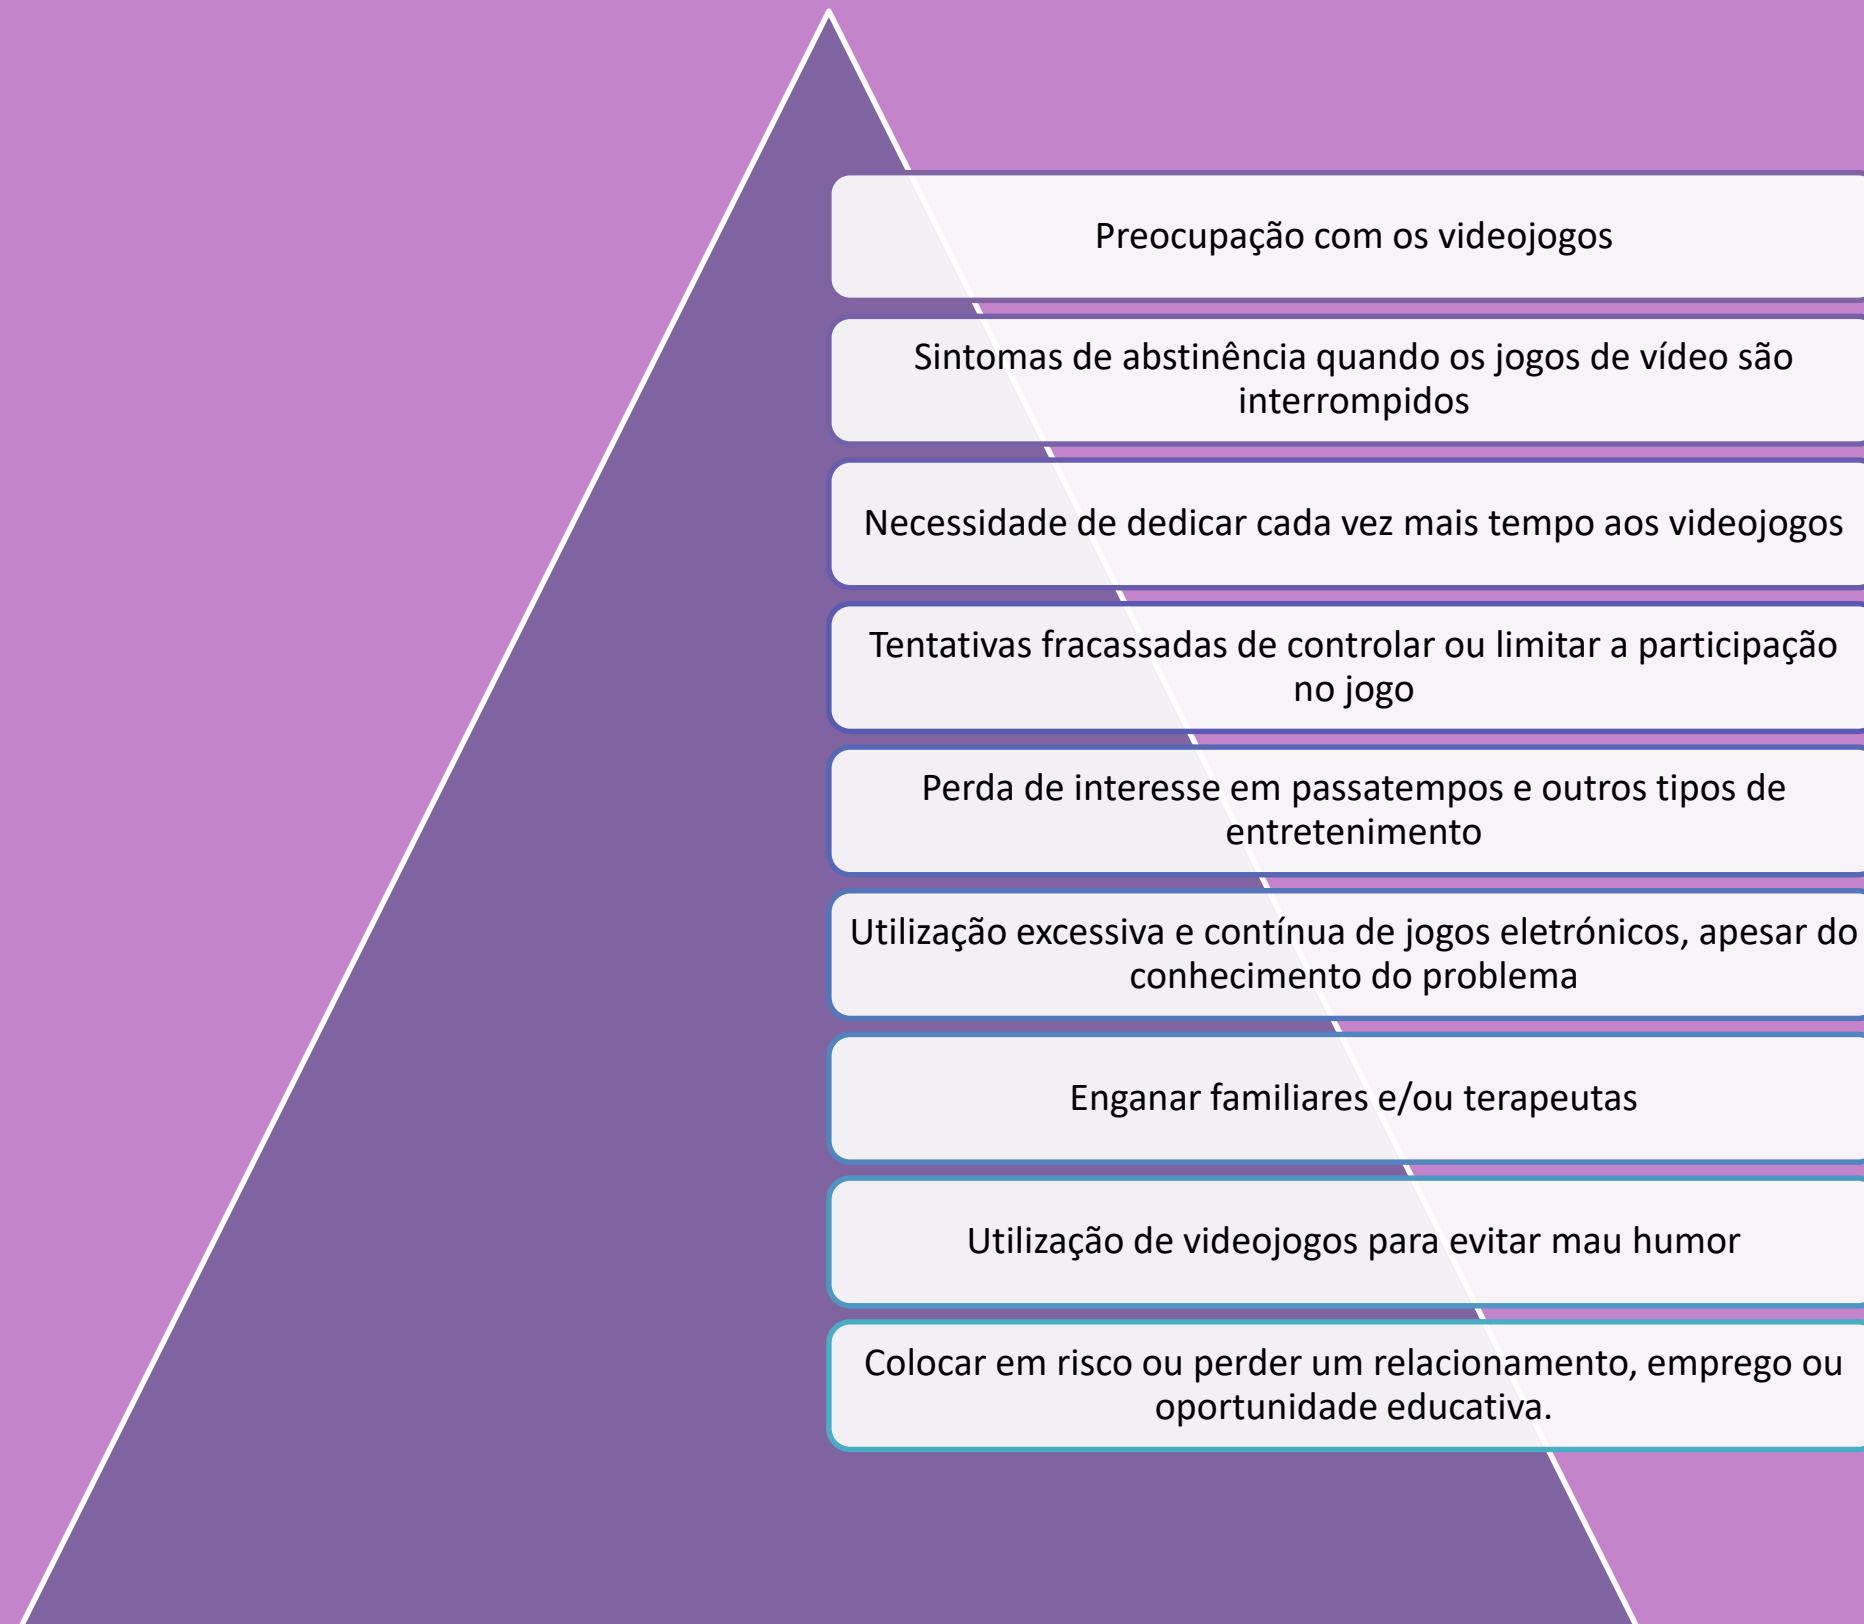 Preocupação com os videojogos
Sintomas de abstinência quando os jogos de vídeo são
interrompidos
Necessidade de dedicar cada vez mais tempo aos videojogos
Tentativas fracassadas de controlar ou limitar a participação
no jogo
Perda de interesse em passatempos e outros tipos de
entretenimento
Utilização excessiva e contínua de jogos eletrónicos, apesar do
conhecimento do problema
Enganar familiares e/ou terapeutas
Utilização de videojogos para evitar mau humor
Colocar em risco ou perder um relacionamento, emprego ou
oportunidade educativa.